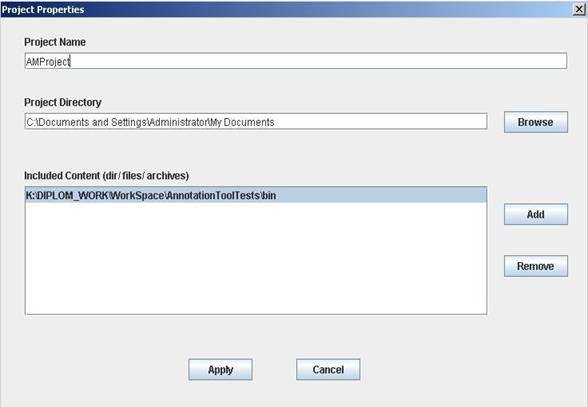 Project Properties
Project Name
AMProject
Project Directory
C:\Documents and Settings\Administrator\My Documents
Browse
Included Content (dir/ files/ archives)
K:\DIPLOM_WORK\WorkSpace\AnnotationToolTests\bin
Add
Remove
Apply
Cancel